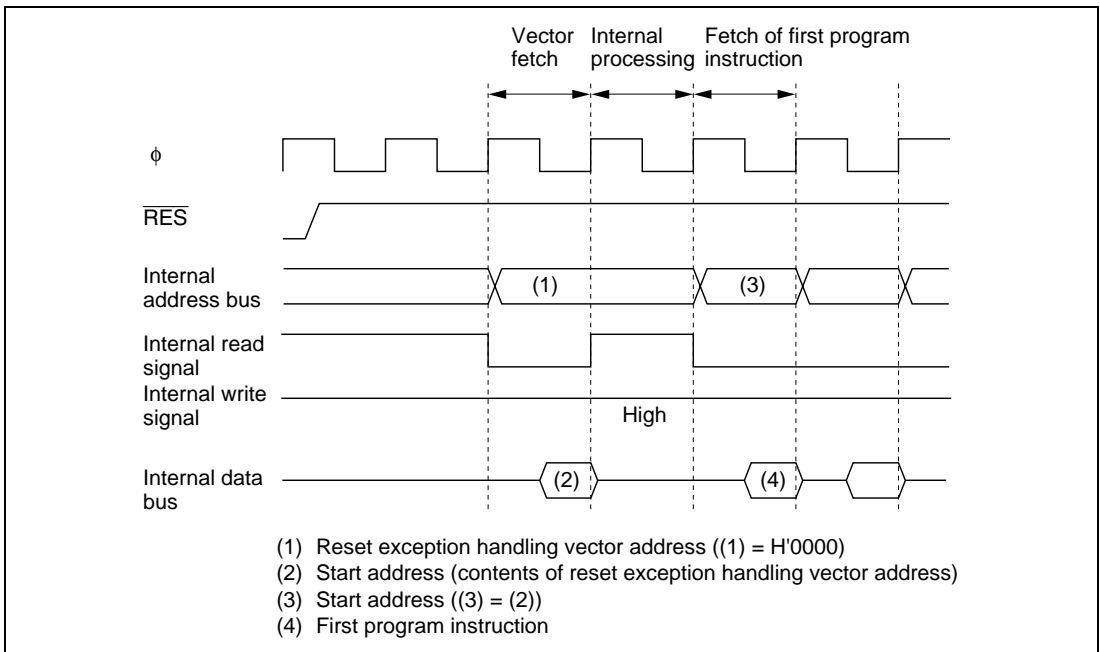 Vector fetch
Internal processing
Fetch of first program instruction
ϕ
RES
Internal address bus
(1)
(3)
Internal read signal
Internal write signal
High
Internal data bus
(2)
(4)
(1) Reset exception handling vector address ((1) = H'0000)
(2) Start address (contents of reset exception handling vector address)
(3) Start address ((3) = (2))
(4) First program instruction